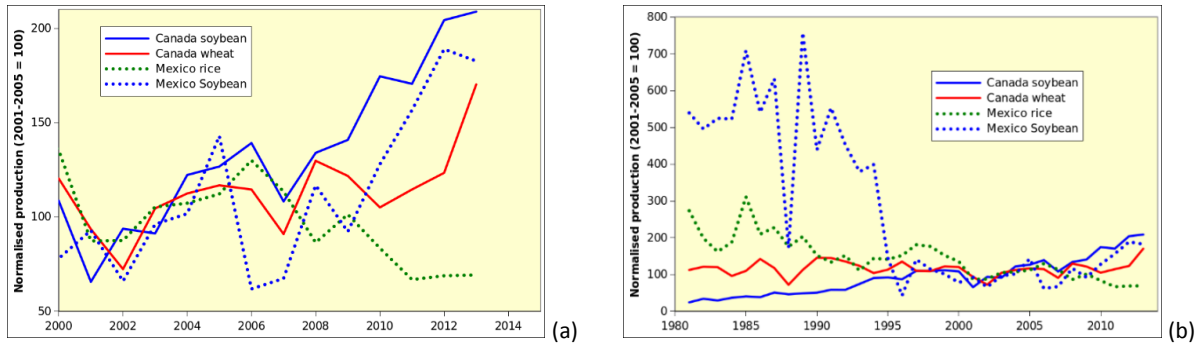 Normalised production (2001-2005 = 100)
200
150
100
50
Canada soybean
Canada wheat
Mexico rice
Mexico Soybean
2000 2002 2004 2006 2008 2010 2012 2014
(a)
Normalised production (2001-2005 = 100)
800
700
600
500
400
300
200
100
0
Canada soybean
Canada wheat
Mexico rice
Mexico Soybean
1980 1985 1990 1995 2000 2005 2010
(b)